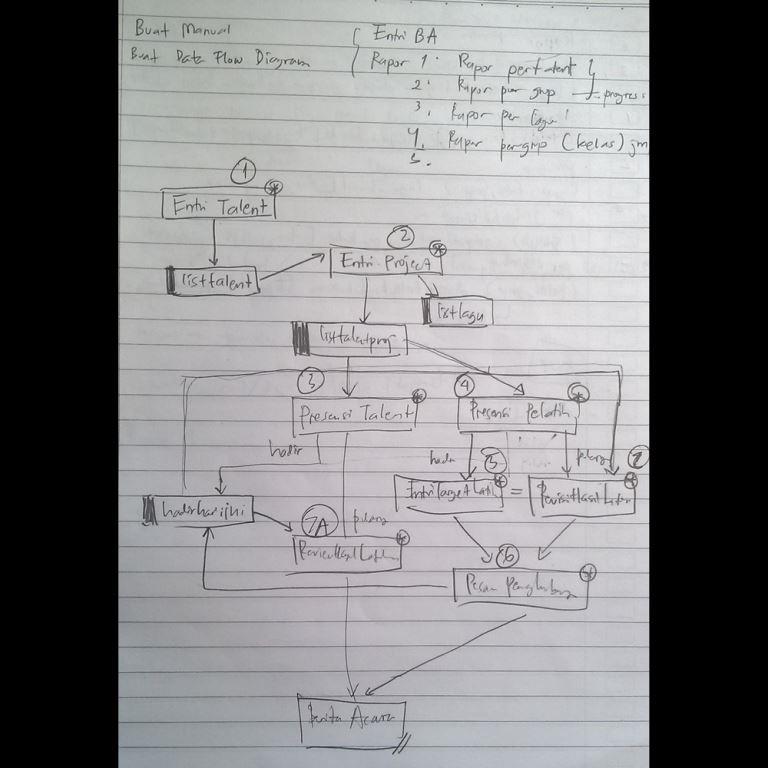 Buat Manual
Buat Data Flow Diagram
Entri BA
Rapor 1. Rapor per talent
2. Rapor per grup → progress
3. Rapor per lagu
4. Rapor per grup (kelas) jm
5.
1
Entri Talent *
listtalent
2
Entri Project *
listlagu
listtalentproj
3
Presensi Talent *
4
Presensi Pelatih *
hadir
hadir
pulang
5
EntriTargetLatih *
=
7
ReviewHasilLatihan *
hadirhariini
7A
pulang
ReviewHasilLatihan *
6
Pesan Penghubung *
Berita Acara